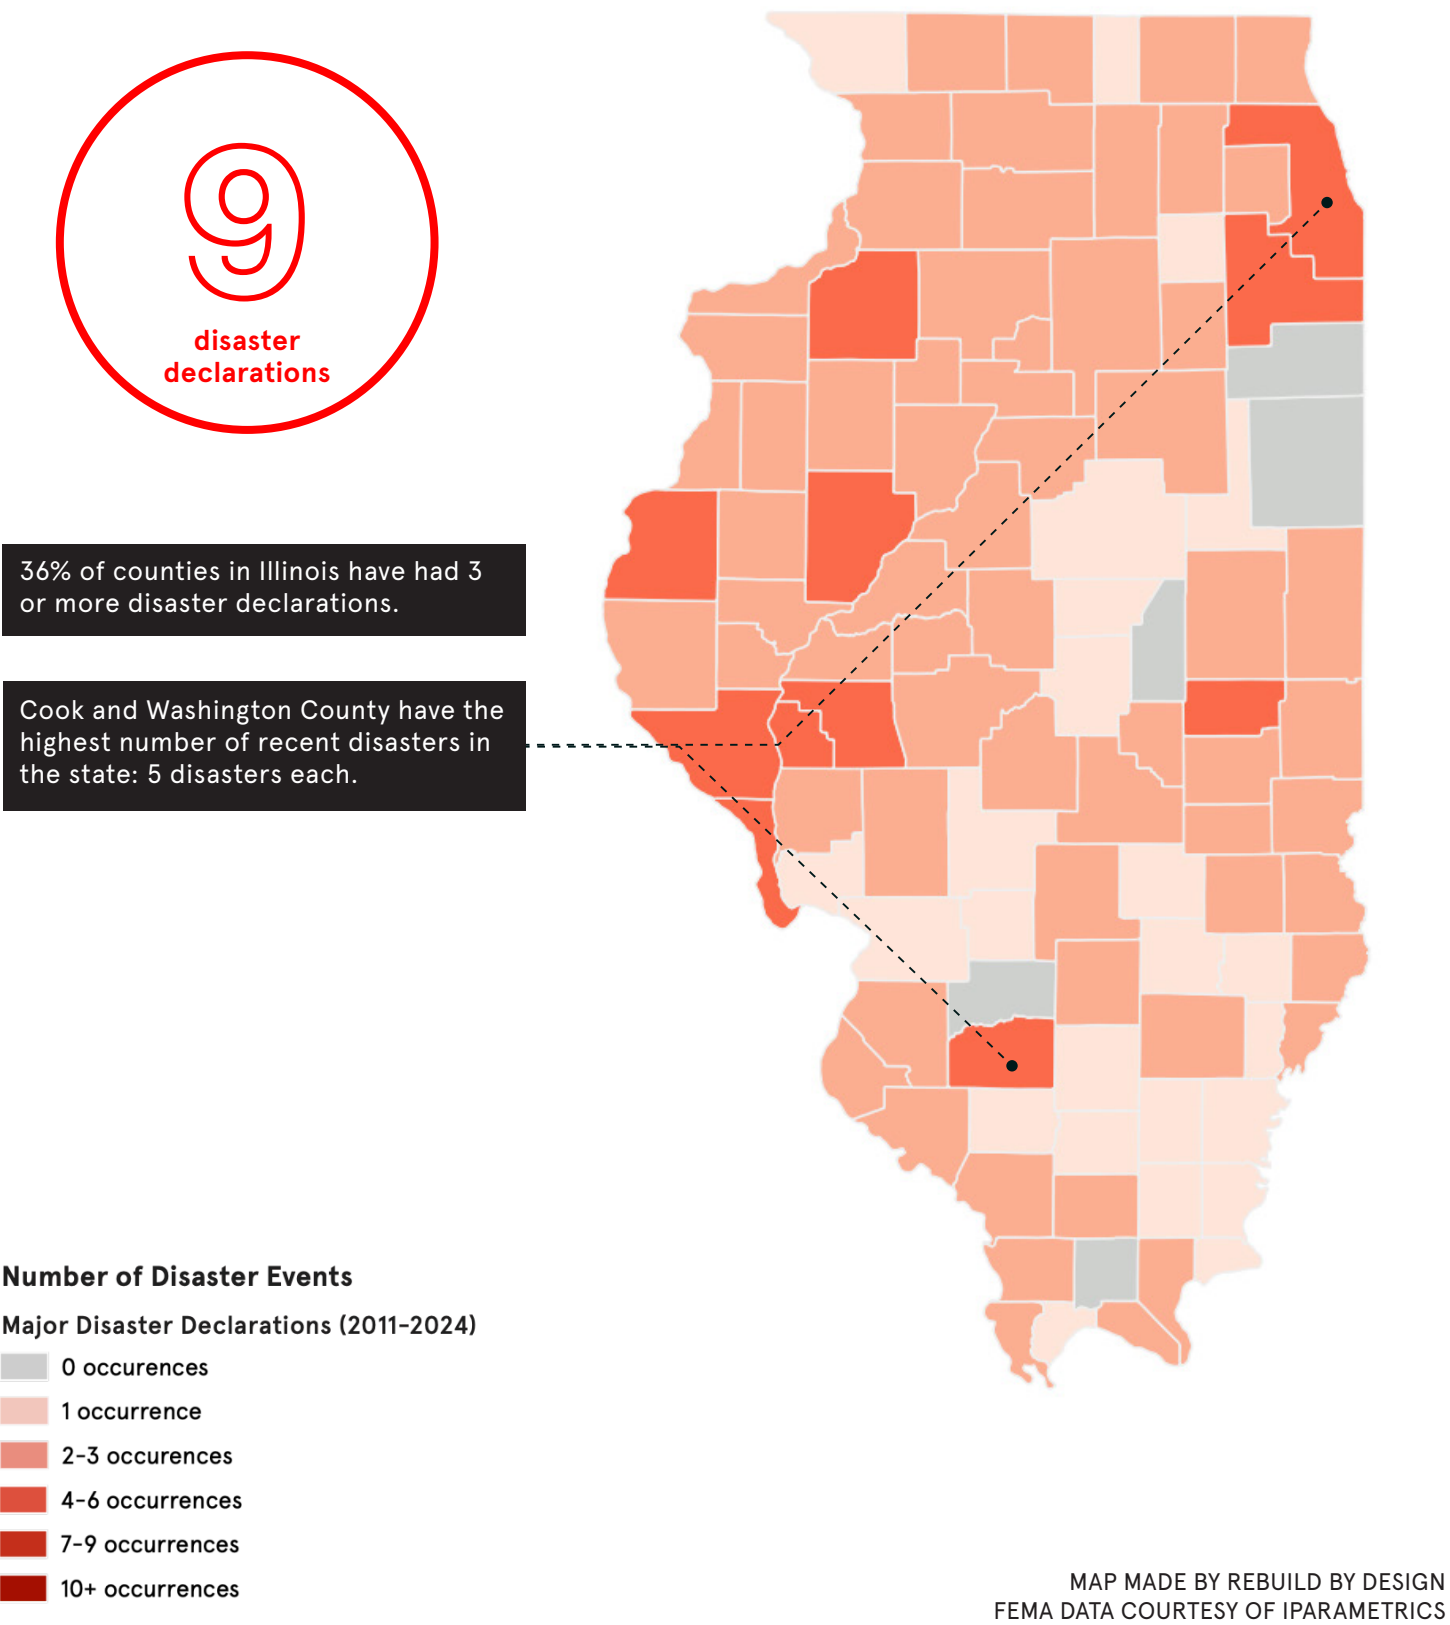 9
disaster
declarations
36% of counties in Illinois have had 3
or more disaster declarations.
Cook and Washington County have the
highest number of recent disasters in
the state: 5 disasters each.
Number of Disaster Events
Major Disaster Declarations (2011-2024)
0 occurences
1 occurrence
2-3 occurences
4-6 occurrences
7-9 occurrences
10+ occurrences
MAP MADE BY REBUILD BY DESIGN
FEMA DATA COURTESY OF IPARAMETRICS